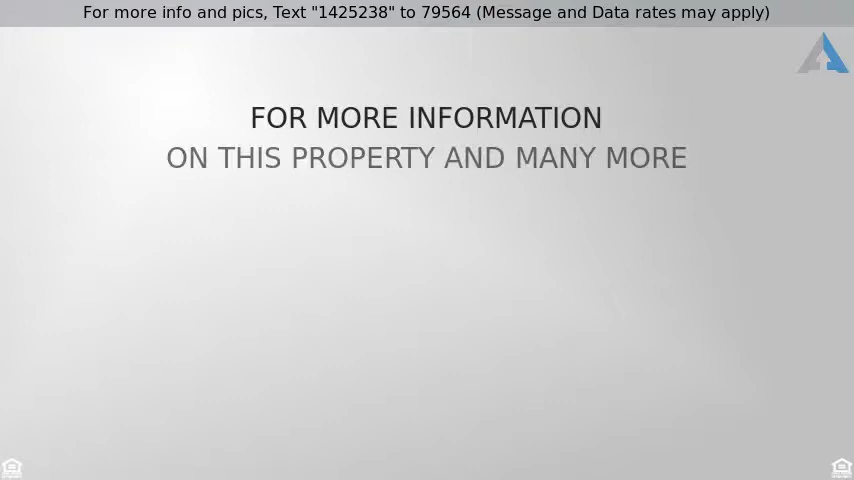 For more info and pics, Text "1425238" to 79564 (Message and Data rates may apply)
FOR MORE INFORMATION
ON THIS PROPERTY AND MANY MORE